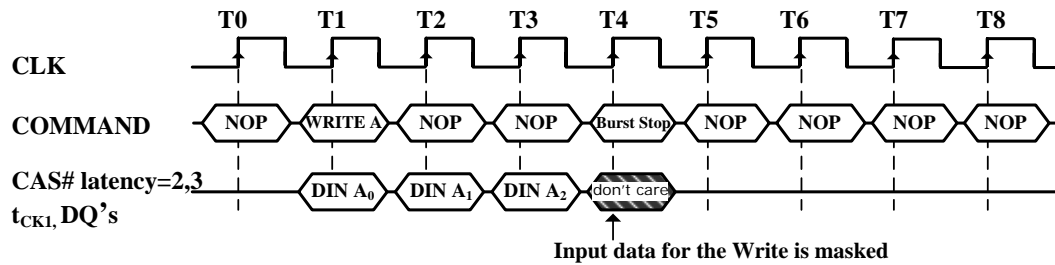 T0 T1 T2 T3 T4 T5 T6 T7 T8
CLK
COMMAND NOP WRITE A NOP NOP Burst Stop NOP NOP NOP NOP
CAS# latency=2,3
DIN A0 DIN A1 DIN A2 don't care
tCK1, DQ's
Input data for the Write is masked